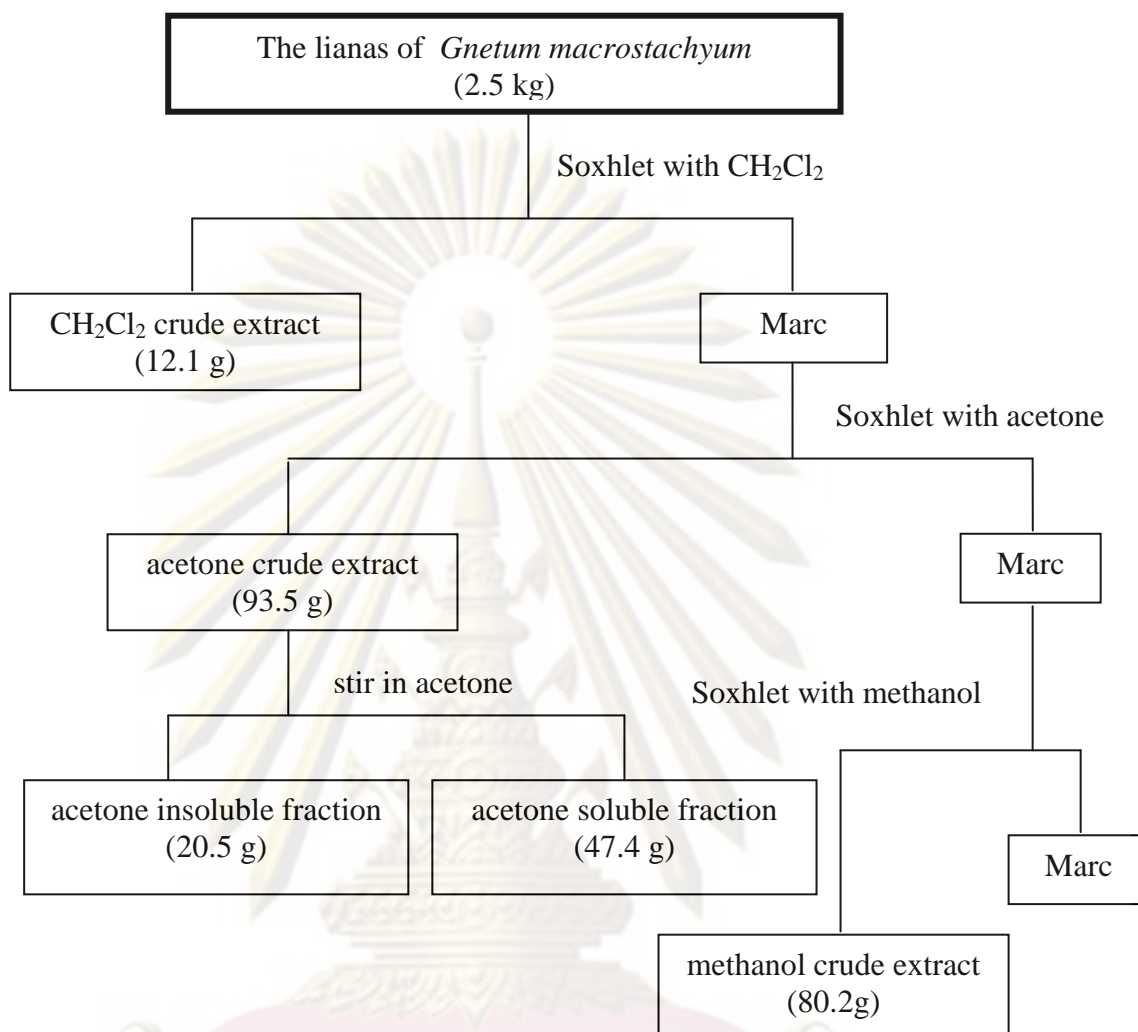 The lianas of Gnetum macrostachyum
(2.5 kg)
Soxhlet with CH₂Cl₂
CH₂Cl₂ crude extract
(12.1 g)
Marc
Soxhlet with acetone
acetone crude extract
(93.5 g)
Marc
stir in acetone
Soxhlet with methanol
acetone insoluble fraction
(20.5 g)
acetone soluble fraction
(47.4 g)
Marc
methanol crude extract
(80.2g)